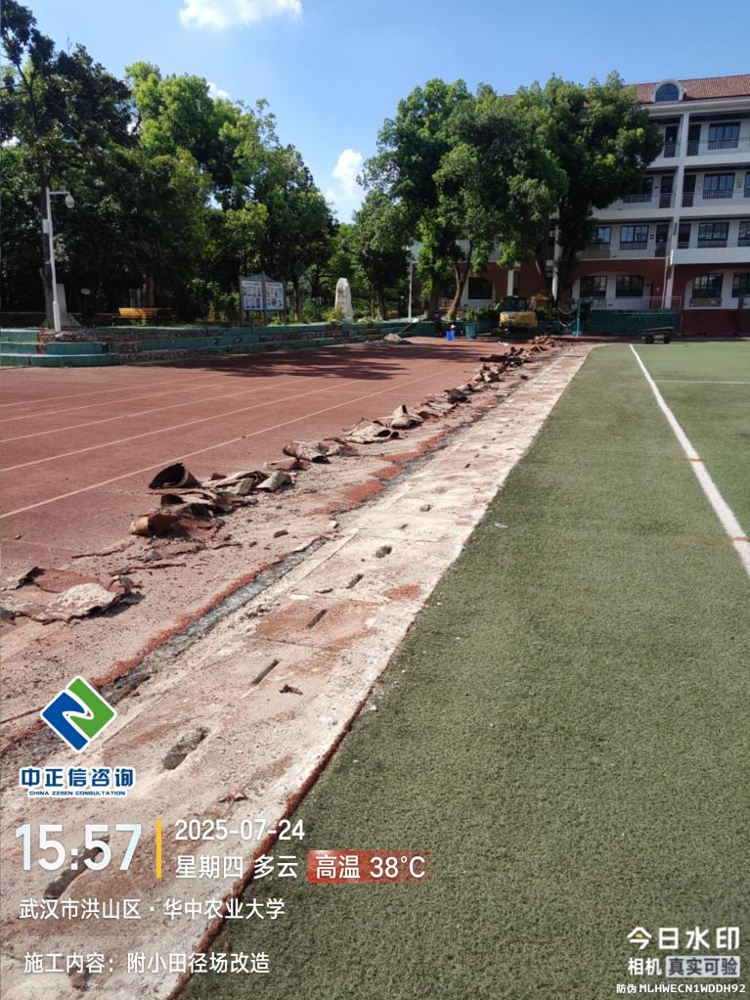 中正信咨询
CHINA ZZSEN CONSULTATION
15:57
2025-07-24
星期四 多云 高温 38°C
武汉市洪山区·华中农业大学
施工内容：附小田径场改造
今日水印
相机 真实可验
防伪 MLHWECN1WDDH92